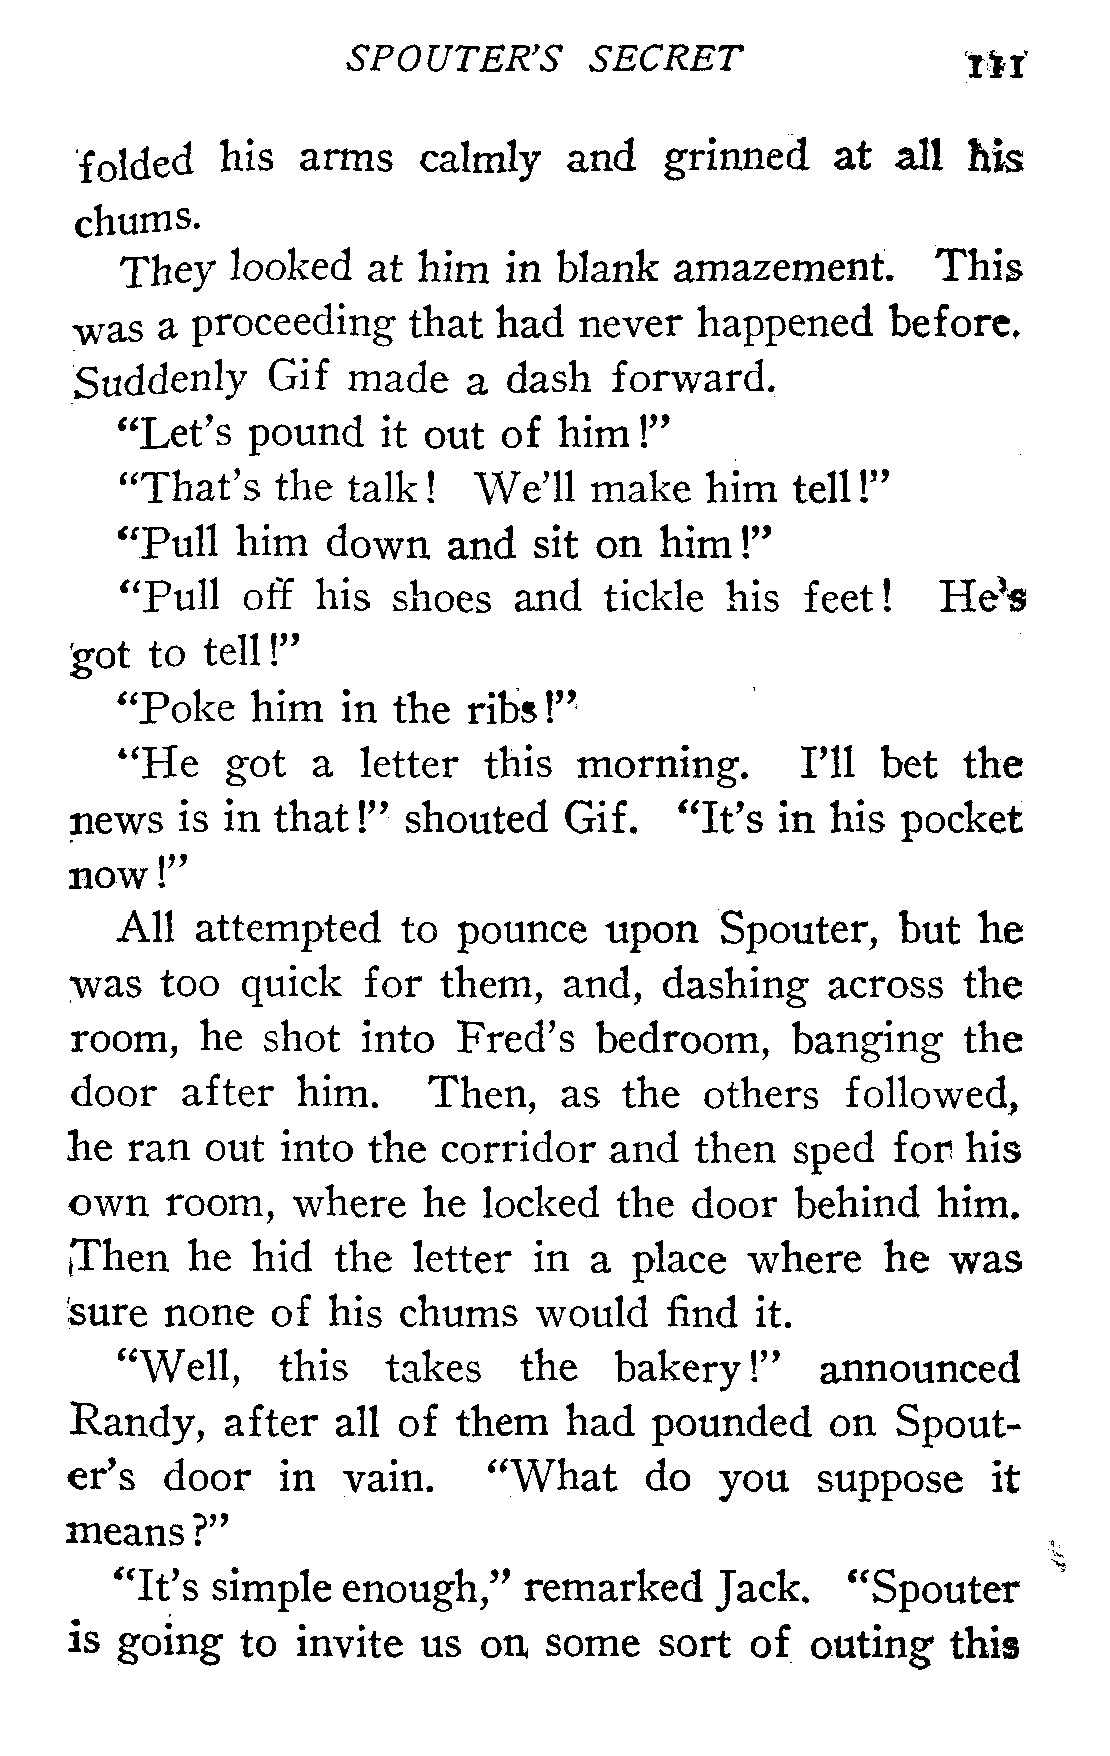 SPOUTER'S SECRET 111
folded his arms calmly and grinned at all his
chums.
They looked at him in blank amazement. This
was a proceeding that had never happened before.
Suddenly Gif made a dash forward.
"Let's pound it out of him!"
"That's the talk! We'll make him tell!"
"Pull him down and sit on him!"
"Pull off his shoes and tickle his feet! He's
got to tell!"
"Poke him in the ribs!"
"He got a letter this morning. I'll bet the
news is in that!" shouted Gif. "It's in his pocket
now!"
All attempted to pounce upon Spouter, but he
was too quick for them, and, dashing across the
room, he shot into Fred's bedroom, banging the
door after him. Then, as the others followed,
he ran out into the corridor and then sped for his
own room, where he locked the door behind him.
Then he hid the letter in a place where he was
sure none of his chums would find it.
"Well, this takes the bakery!" announced
Randy, after all of them had pounded on Spout-
er's door in vain. "What do you suppose it
means?"
"It's simple enough," remarked Jack. "Spouter
is going to invite us on some sort of outing this